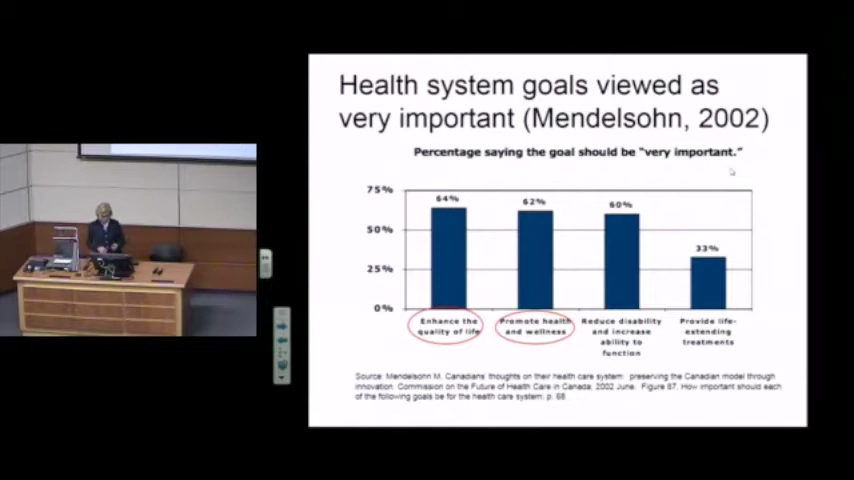 Health system goals viewed as
very important (Mendelsohn, 2002)
Percentage saying the goal should be “very important.”
75%
64%
62%
60%
50%
33%
25%
0%
Enhance the
quality of life
Promote health
and wellness
Reduce disability
and increase
ability to
function
Provide life-
extending
treatments
Source: Mendelsohn M. Canadians' thoughts on their health care system: preserving the Canadian model through
innovation. Commission on the Future of Health Care in Canada, 2002 June. Figure 87. How important should each
of the following goals be for the health care system; p. 68